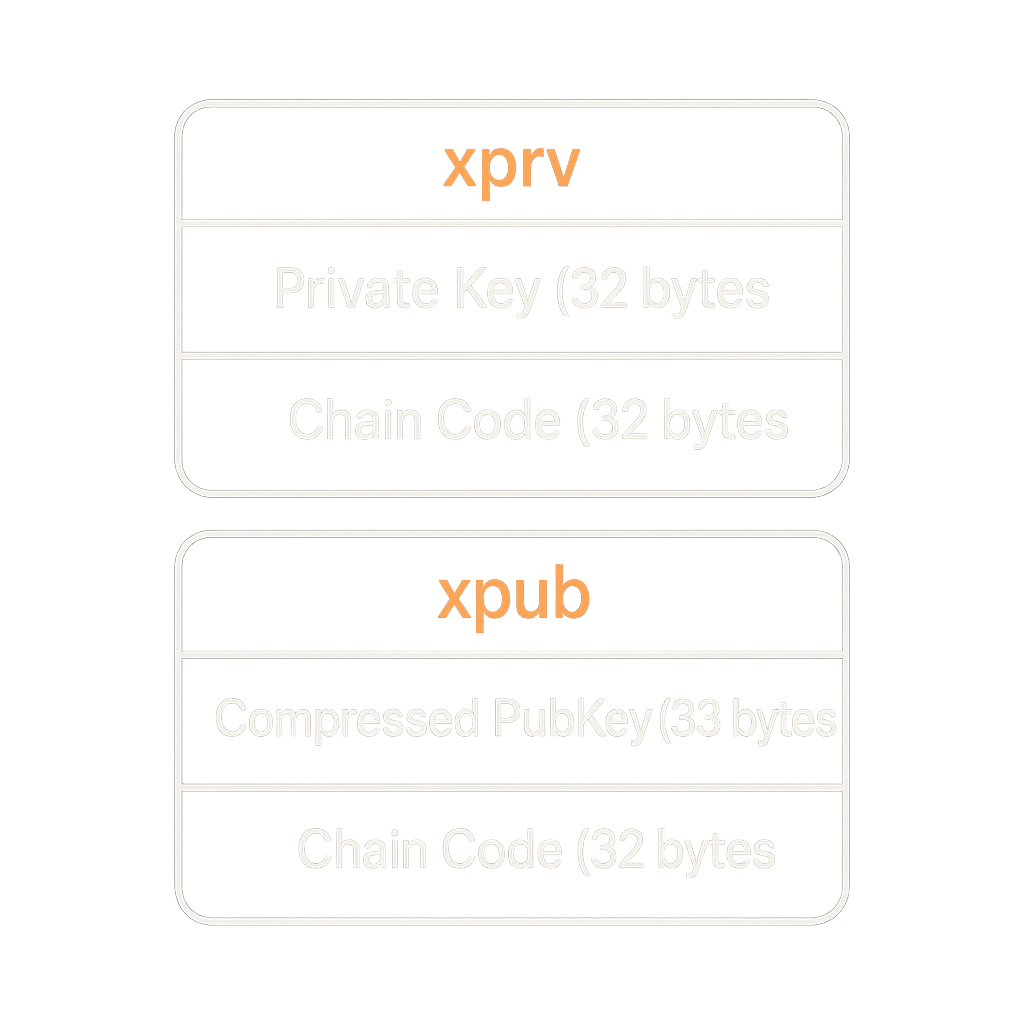 xprv
Private Key (32 bytes
Chain Code (32 bytes
xpub
Compressed PubKey (33 bytes
Chain Code (32 bytes